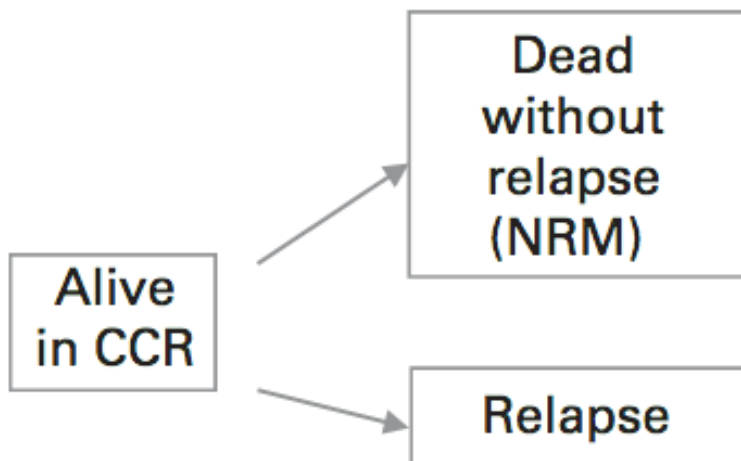 Dead
without
relapse
(NRM)
Alive
in CCR
Relapse